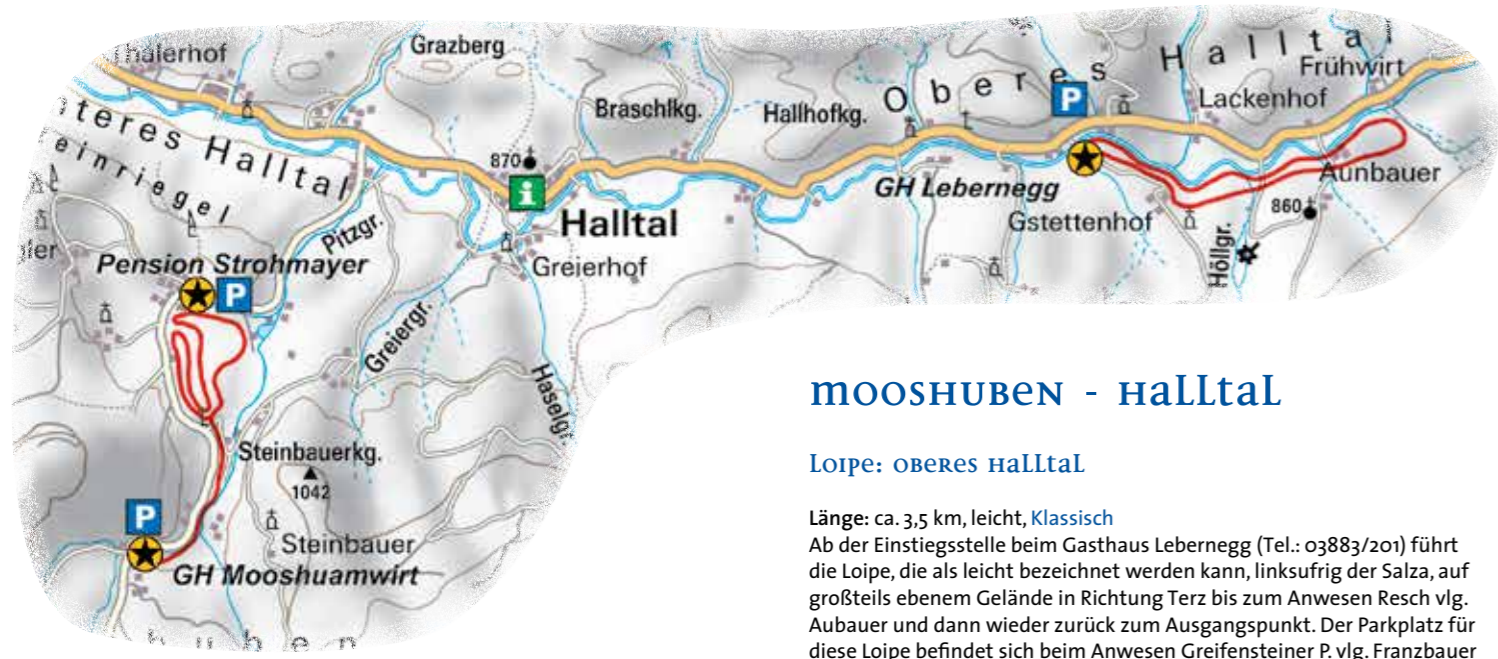 Grazberg
Oberes Halltal
Frühwirt
Lackenhof
P
Braschlkg.
Hallhofkg.
Halltal
870
i
Halltal
GH Lebernegg
Aunbauer
Gstettenhof
860
Höllgr.
Pitzgr.
Greierhof
Pension Strohmayer
P
Greiergr.
Haselgr.
Steinbauerkg.
1042
P
Steinbauer
GH Mooshuamwirt
mooshuben - Halltal
Loipe: oberes Halltal
Länge: ca. 3,5 km, leicht, Klassisch
Ab der Einstiegsstelle beim Gasthaus Lebernegg (Tel.: 03883/201) führt
die Loipe, die als leicht bezeichnet werden kann, linksufrig der Salza, auf
großteils ebenem Gelände in Richtung Terz bis zum Anwesen Resch vlg.
Aubauer und dann wieder zurück zum Ausgangspunkt. Der Parkplatz für
diese Loipe befindet sich beim Anwesen Greifensteiner P. vlg. Franzbauer